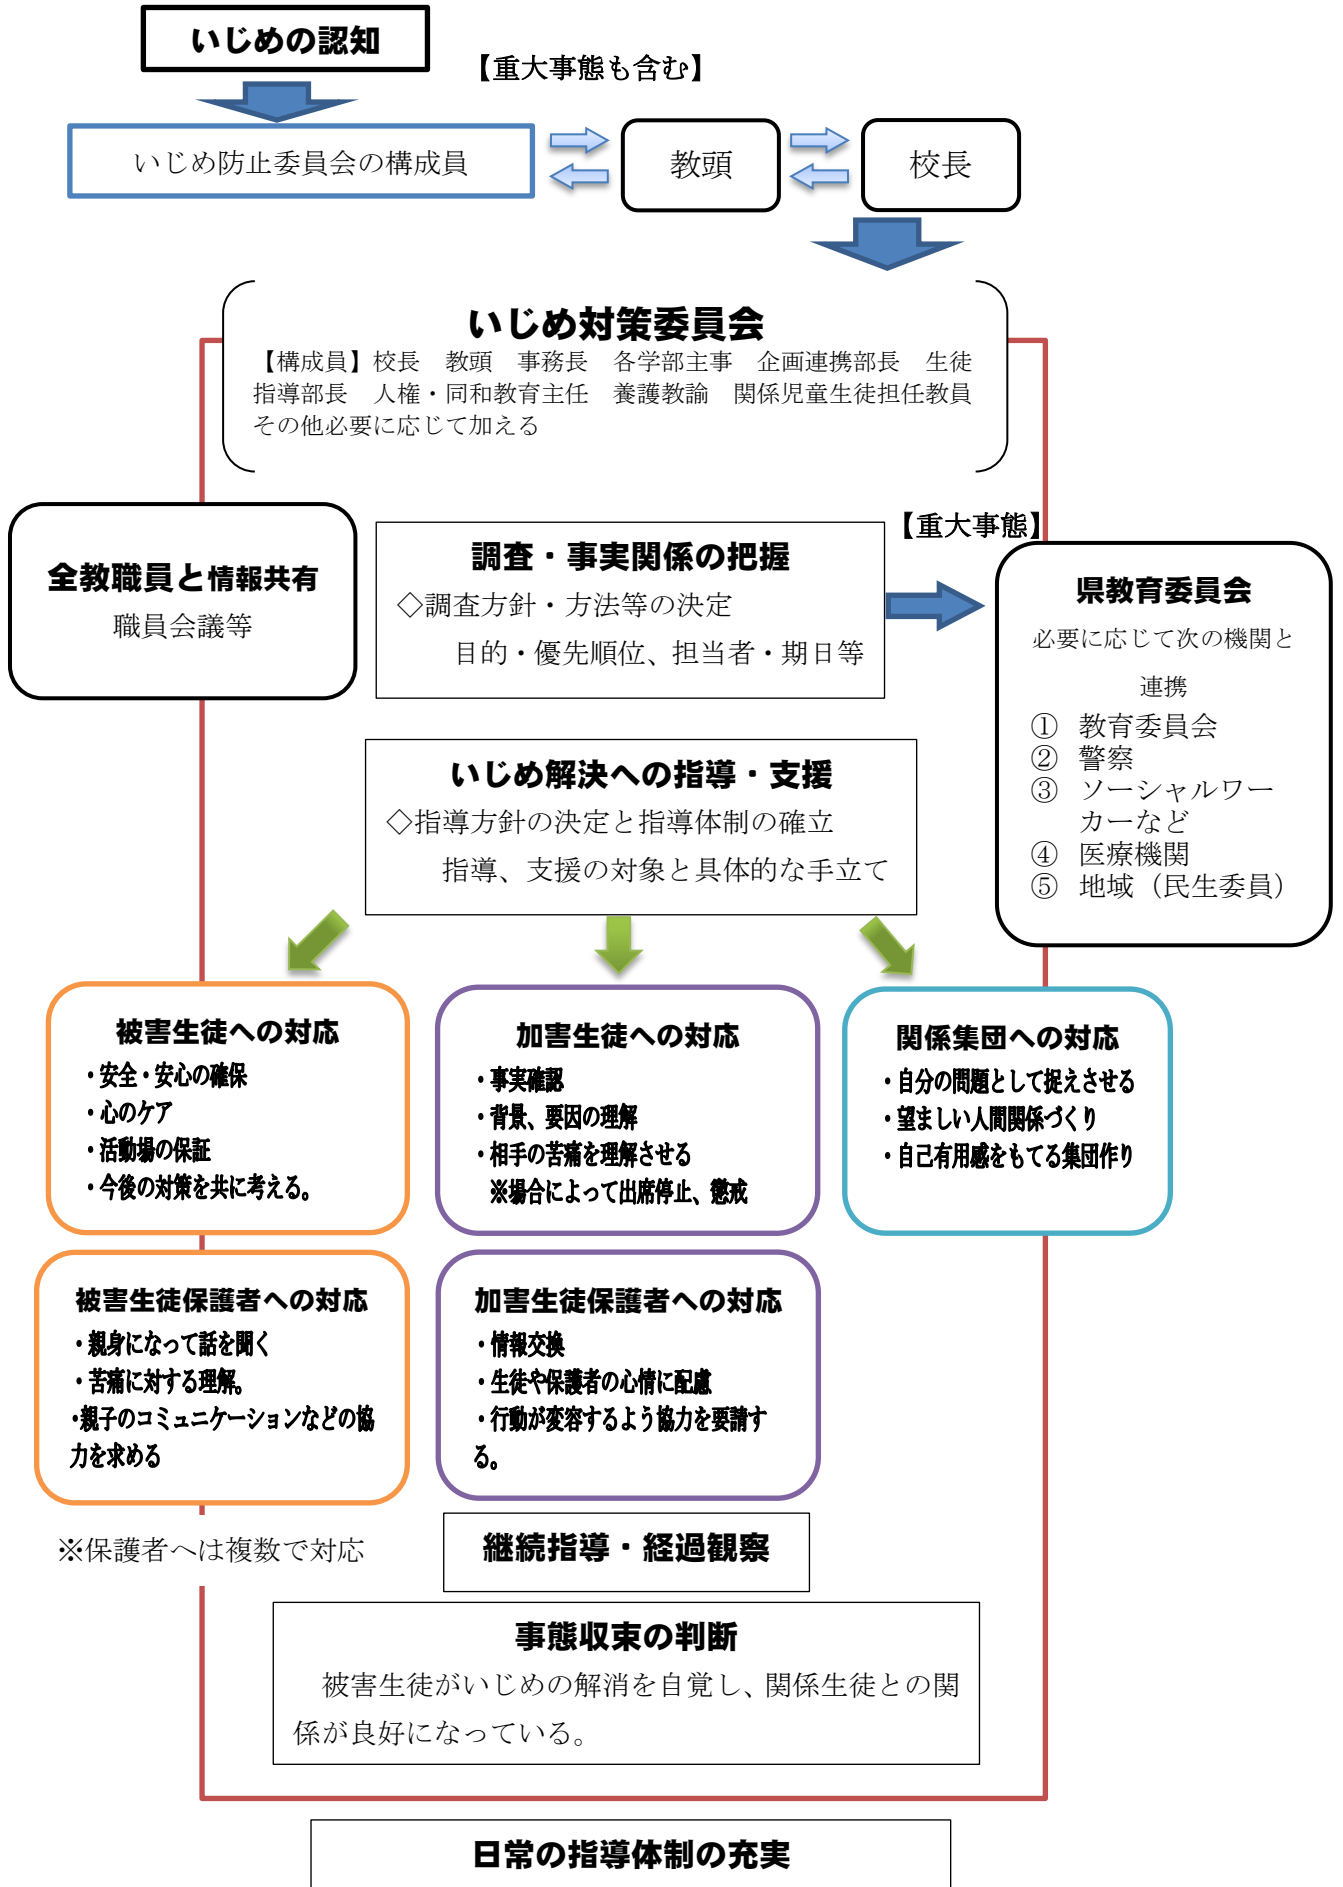 いじめの認知
【重大事態も含む】
いじめ防止委員会の構成員
教頭
校長
いじめ対策委員会
【構成員】校長　教頭　事務長　各学部主事　企画連携部長　生徒
指導部長　人権・同和教育主任　養護教諭　関係児童生徒担任教員
その他必要に応じて加える
全教職員と情報共有
職員会議等
調査・事実関係の把握
◇調査方針・方法等の決定
目的・優先順位、担当者・期日等
【重大事態】
県教育委員会
必要に応じて次の機関と
連携
①　教育委員会
②　警察
③　ソーシャルワー
カーなど
④　医療機関
⑤　地域（民生委員）
いじめ解決への指導・支援
◇指導方針の決定と指導体制の確立
指導、支援の対象と具体的な手立て
被害生徒への対応
・安全・安心の確保
・心のケア
・活動場の保証
・今後の対策を共に考える。
加害生徒への対応
・事実確認
・背景、要因の理解
・相手の苦痛を理解させる
※場合によって出席停止、懲戒
関係集団への対応
・自分の問題として捉えさせる
・望ましい人間関係づくり
・自己有用感をもてる集団作り
被害生徒保護者への対応
・親身になって話を聞く
・苦痛に対する理解。
・親子のコミュニケーションなどの協
力を求める
加害生徒保護者への対応
・情報交換
・生徒や保護者の心情に配慮
・行動が変容するよう協力を要請す
る。
※保護者へは複数で対応
継続指導・経過観察
事態収束の判断
被害生徒がいじめの解消を自覚し、関係生徒との関
係が良好になっている。
日常の指導体制の充実